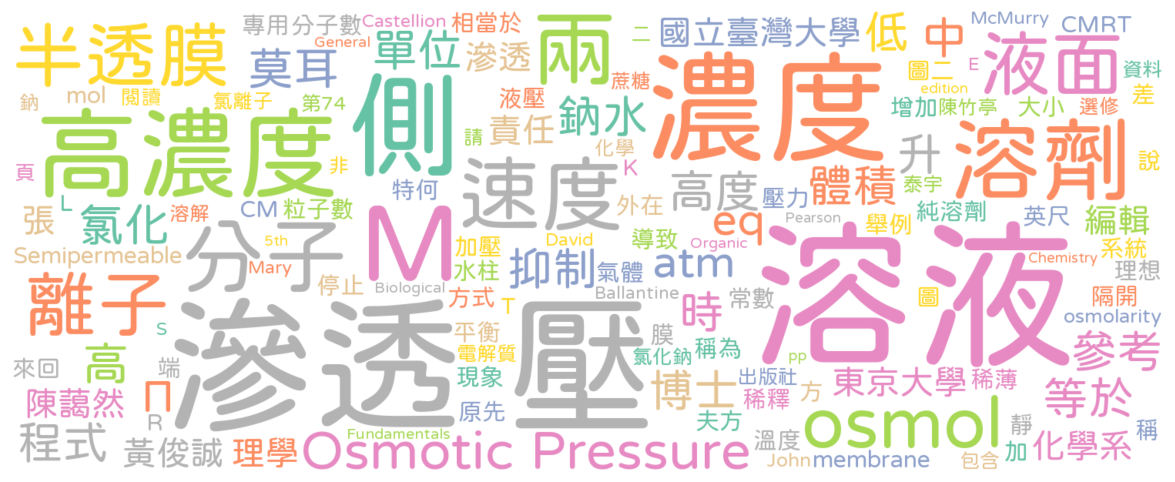 專用 分子數 Castellion 相當於 二 國立臺灣大學 低 中 McMurry CMRT
半透膜 莫耳 General 單位 滲透 兩 濃度 圖二 E 液面 資料
鈉 mol 閱讀 氯離子 第74 液壓 蔗糖 鈉水 增加 陳竹亭 edition 大小 選修 差
高濃度 側 請 責任 化學 溶劑 說
頁 非 速度 K 高度 壓力 體積 升 泰宇
張 L 氯化 溶解 CM 粒子數 特何 外在 eq Pearson 舉例 純溶劑 英尺 編輯
分子 5th M 加壓 David 導致 Organic 溶液 系統
Semipermeable Mary 水柱 抑制 氣體 atm Chemistry 理想
離子 停止 Biological 方式 T Ballantine 常數 圖 隔開
滲透壓 S 平衡 膜 時 osmolarity
來回 高 端 電解質 氯化鈉 稱為 pp 參考
現象 博士 出版社 方 東京大學 稀薄
陳藹然 Π 原先 稀釋 等於
程式 R 夫方 osmol 靜 稱
黃俊誠 理學 Fundamentals Osmotic Pressure 溫度 John membrane 包含 加 化學系